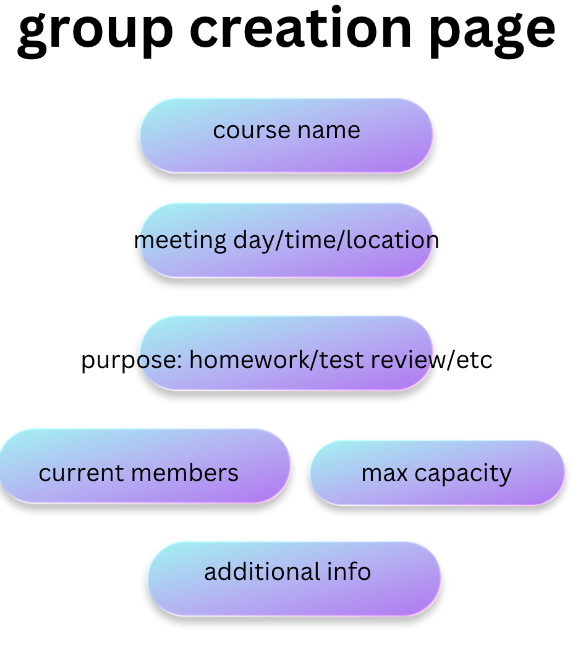 group creation page
course name
meeting day/time/location
purpose: homework/test review/etc
current members
max capacity
additional info